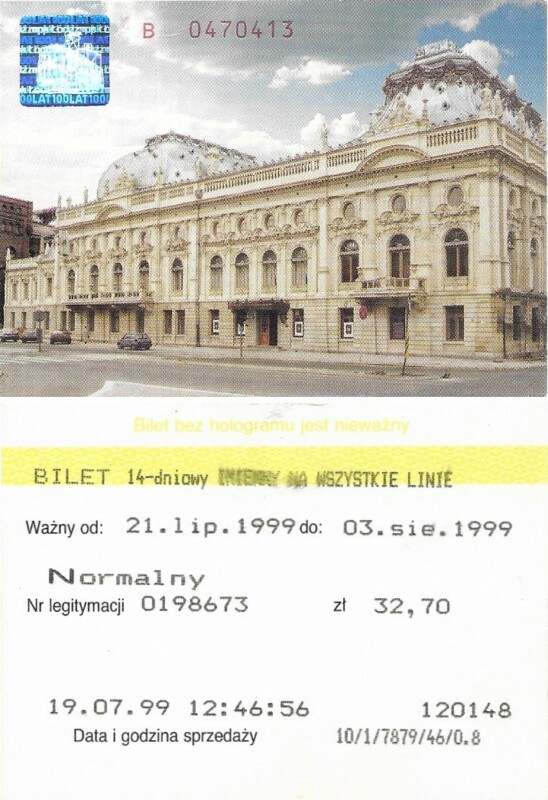 B 0470413
100LAT100LAT100
Bilet bez hologramu jest nieważny
BILET 14-dniowy IMIENNY NA WSZYSTKIE LINIE
Ważny od: 21.lip.1999 do: 03.sie.1999
Normalny
Nr legitymacji 0198673 zł 32,70
19.07.99 12:46:56 120148
Data i godzina sprzedaży 10/1/7879/46/0.8